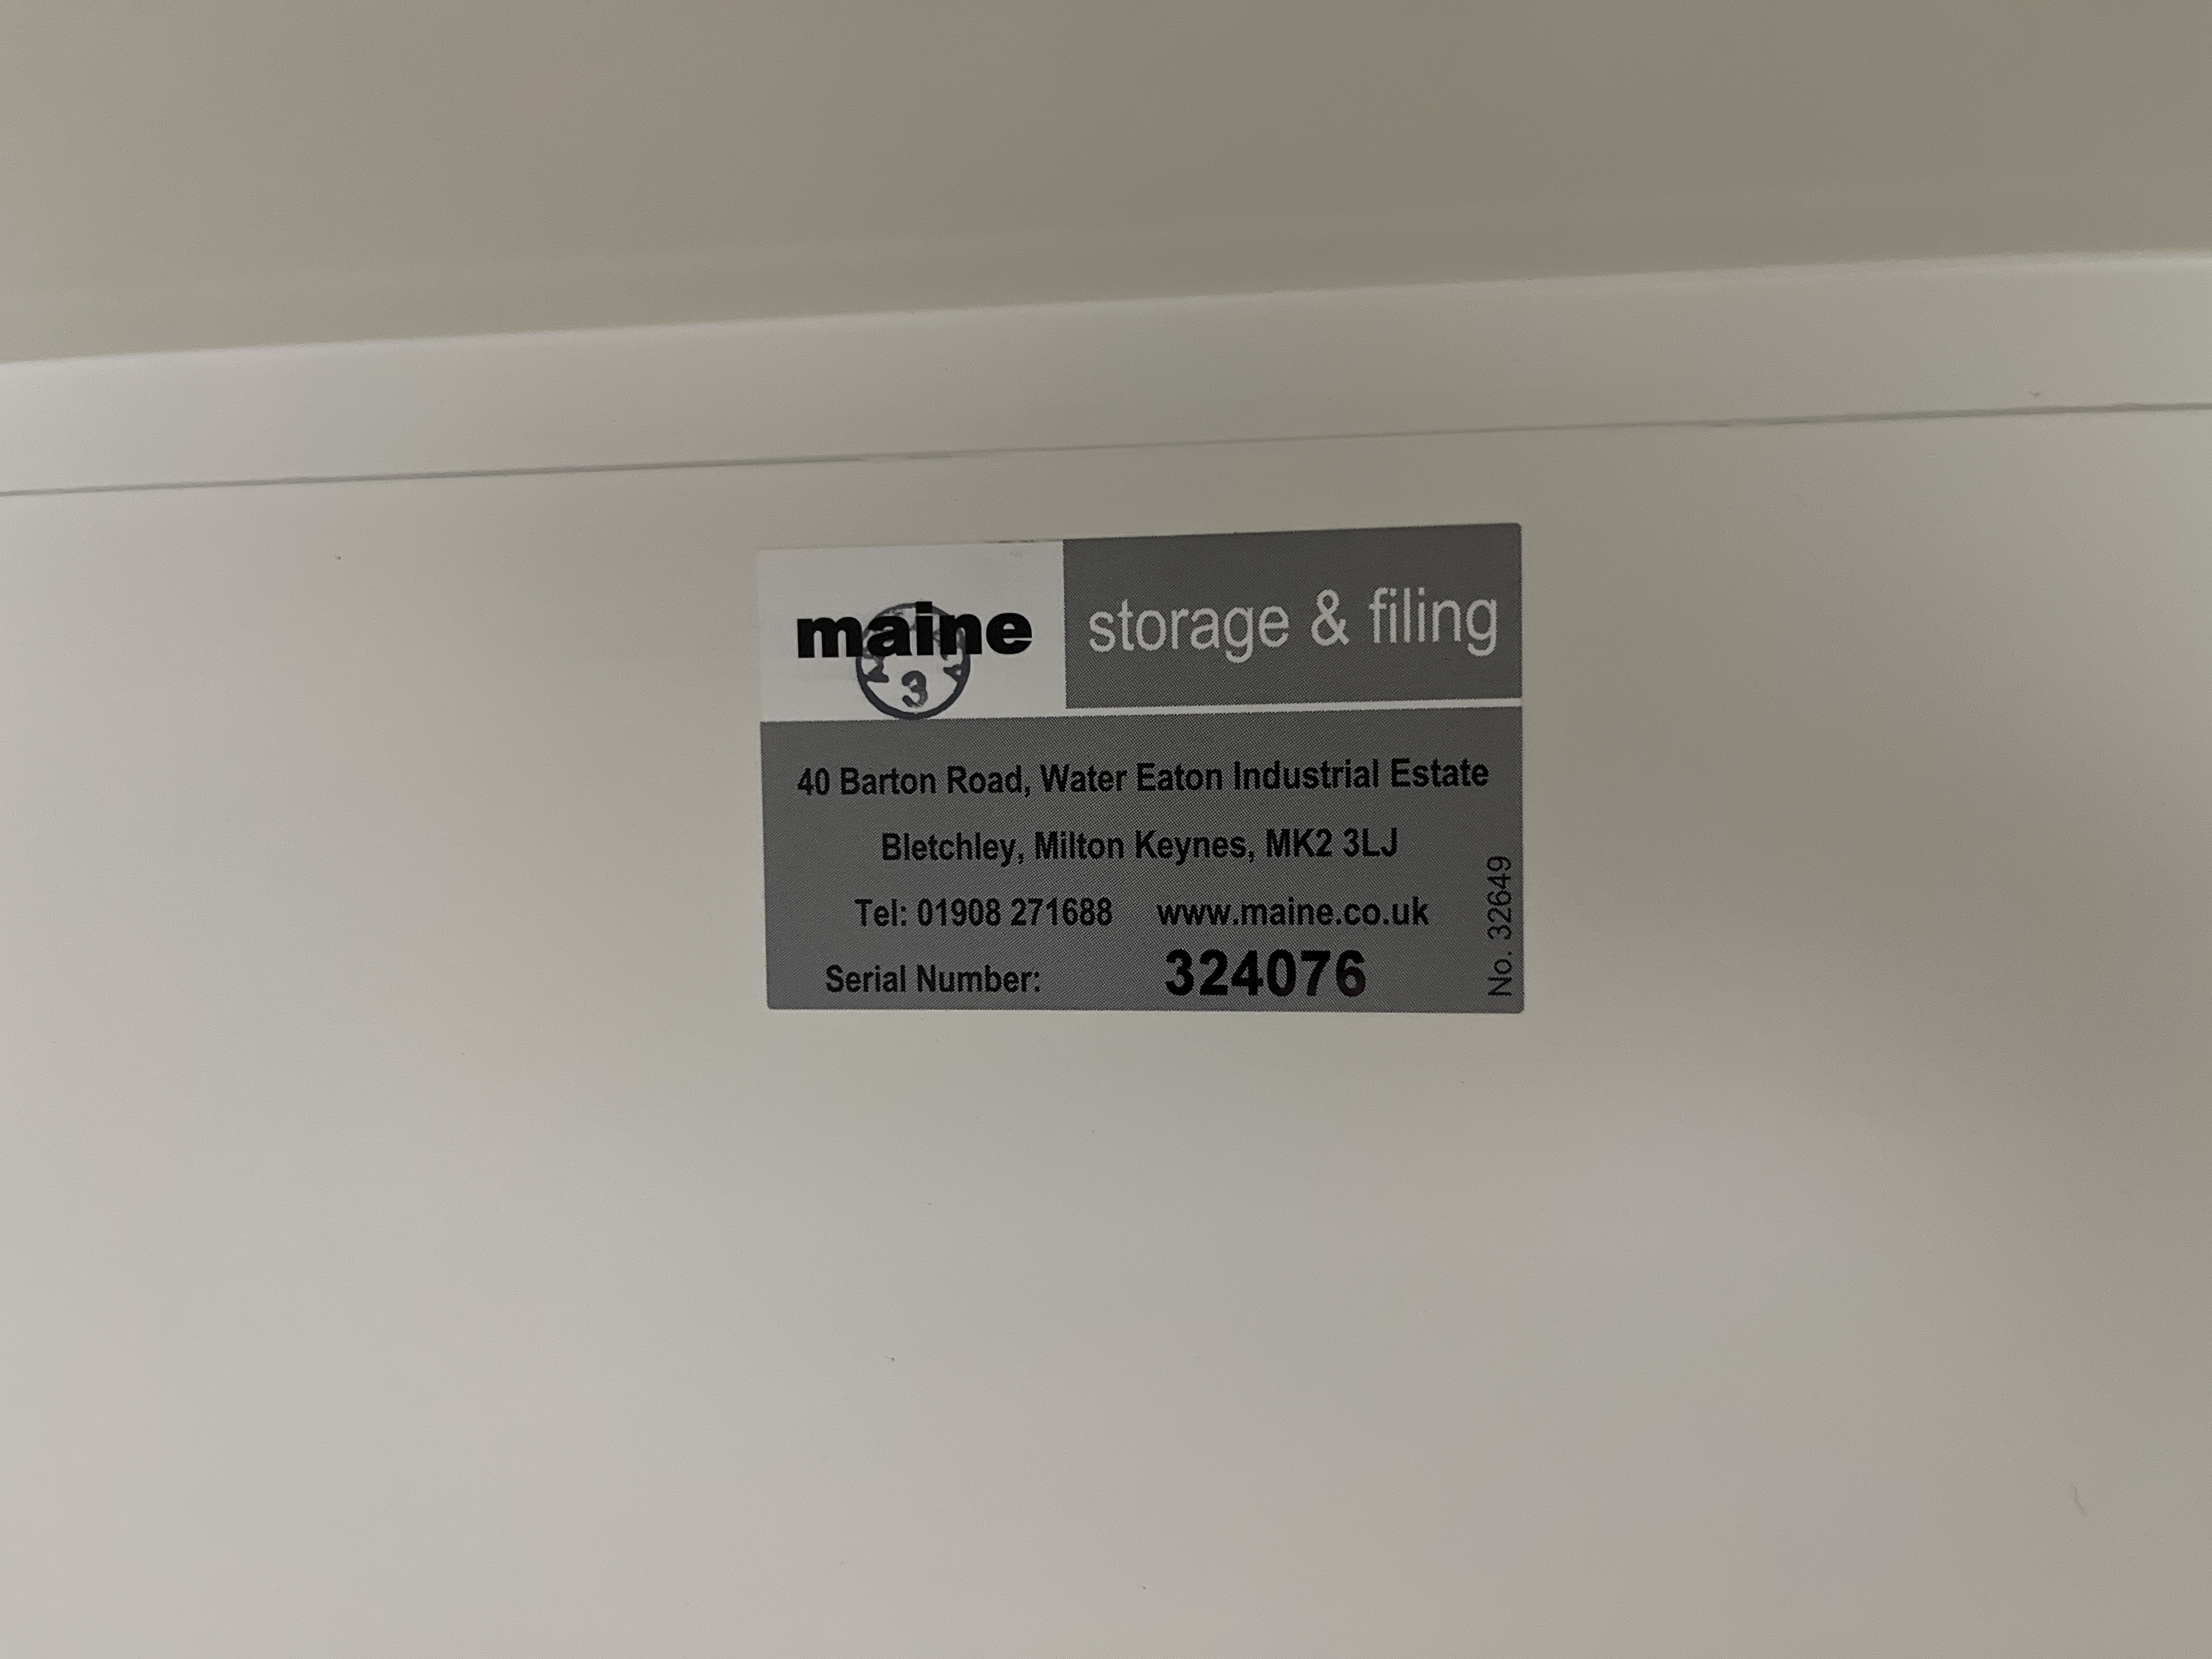 maine
storage & filing
3
40 Barton Road, Water Eaton Industrial Estate
Bletchley, Milton Keynes, MK2 3LJ
Tel: 01908 271688 www.maine.co.uk
Serial Number: 324076
No. 32649